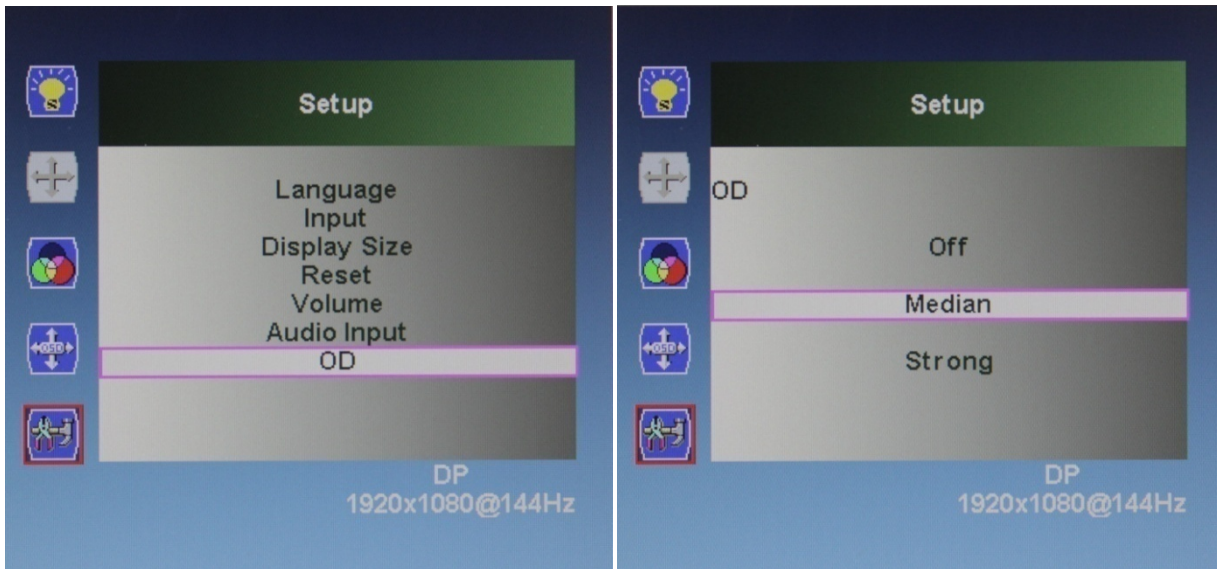 Setup
Language
Input
Display Size
Reset
Volume
Audio Input
OD
DP
1920x1080@144Hz
Setup
OD
Off
Median
Strong
DP
1920x1080@144Hz